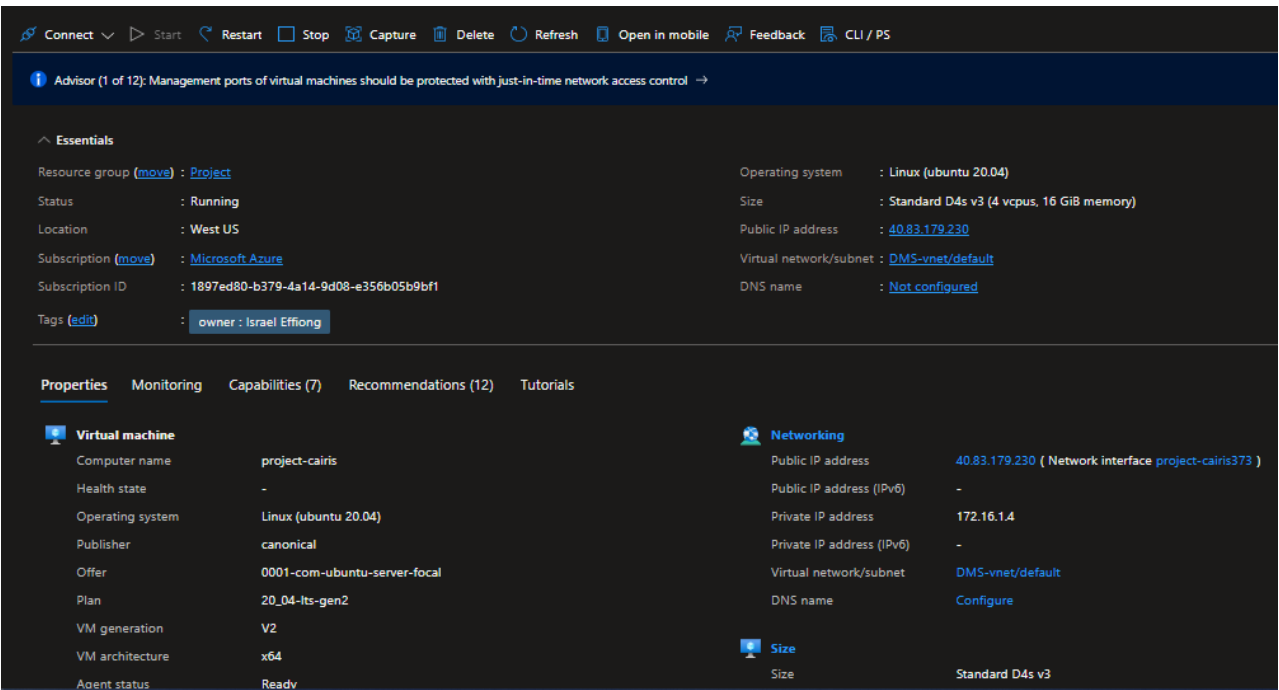 Connect Start Restart Stop Capture Delete Refresh Open in mobile Feedback CLI / PS
Advisor (1 of 12): Management ports of virtual machines should be protected with just-in-time network access control →
Essentials
Resource group (move) : Project
Status : Running
Location : West US
Subscription (move) : Microsoft Azure
Subscription ID : 1897ed80-b379-4a14-9d08-e356b05b9bf1
Tags (edit) : owner : Israel Effiong
Operating system : Linux (ubuntu 20.04)
Size : Standard D4s v3 (4 vcpus, 16 GiB memory)
Public IP address : 40.83.179.230
Virtual network/subnet : DMS-vnet/default
DNS name : Not configured
Properties Monitoring Capabilities (7) Recommendations (12) Tutorials
Virtual machine
Computer name project-cairis
Health state -
Operating system Linux (ubuntu 20.04)
Publisher canonical
Offer 0001-com-ubuntu-server-focal
Plan 20_04-lts-gen2
VM generation V2
VM architecture x64
Agent status Ready
Networking
Public IP address 40.83.179.230 ( Network interface project-cairis373 )
Public IP address (IPv6) -
Private IP address 172.16.1.4
Private IP address (IPv6) -
Virtual network/subnet DMS-vnet/default
DNS name Configure
Size
Size Standard D4s v3